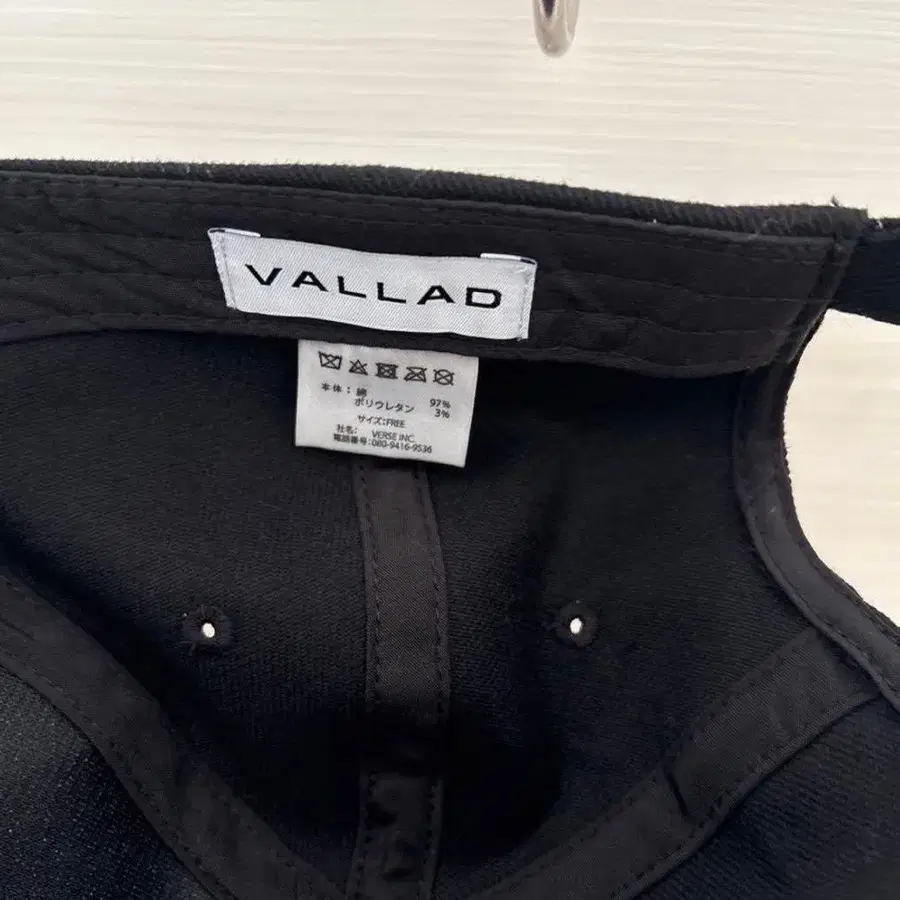 VALLAD
本体: 綿 97%
ポリウレタン 3%
サイズ:FREE
社名: VERSE INC.
電話番号:080-9416-9536